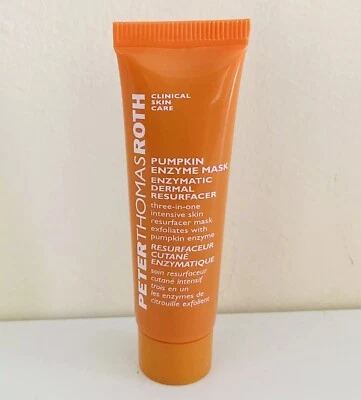 PETERTHOMASROTH
CLINICAL
SKIN
CARE
PUMPKIN
ENZYME MASK
ENZYMATIC
DERMAL
RESURFACER
three-in-one
intensive skin
resurfacer mask
exfoliates with
pumpkin enzyme
RESURFACEUR
CUTANÉ
ENZYMATIQUE
soin resurfaceur
cutané intensif
trois en un
les enzymes de
citrouille exfolient